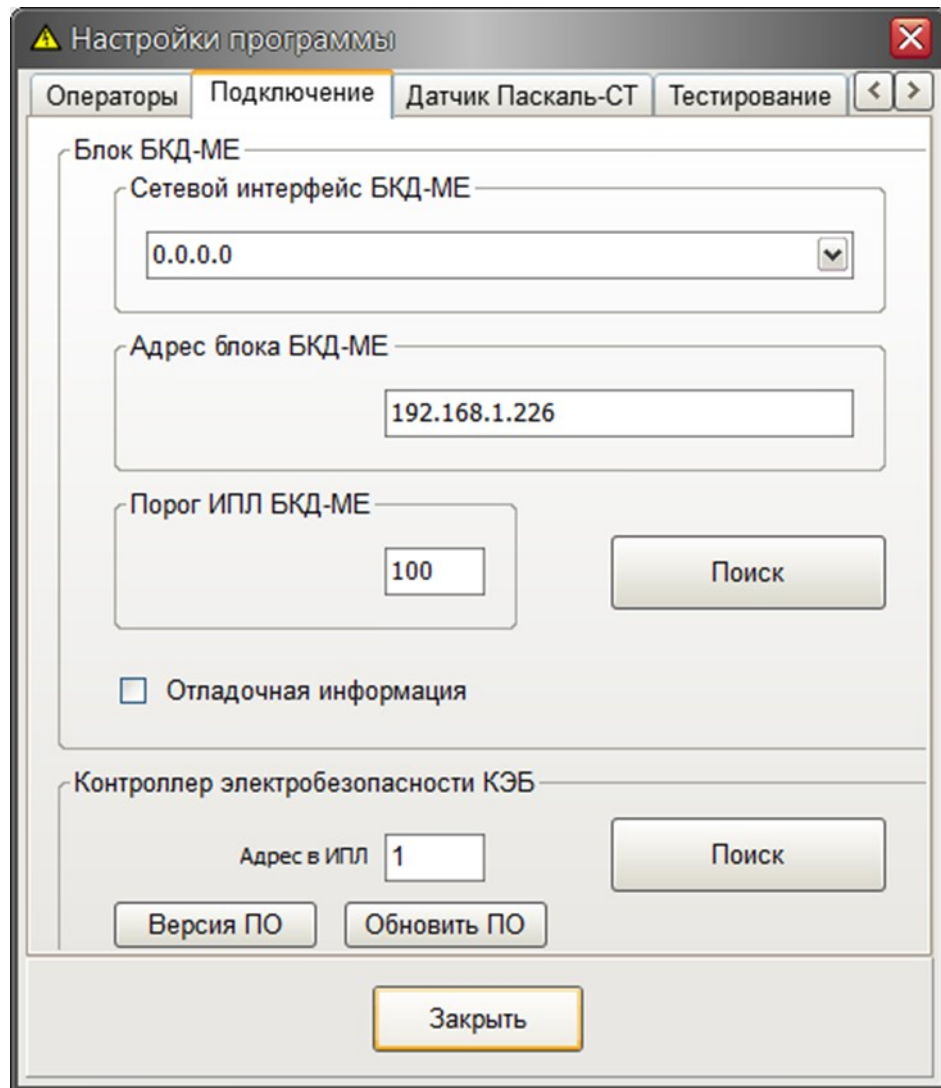 Настройки программы
Операторы Подключение Датчик Паскаль-СТ Тестирование
Блок БКД-МЕ
Сетевой интерфейс БКД-МЕ
0.0.0.0
Адрес блока БКД-МЕ
192.168.1.226
Порог ИПЛ БКД-МЕ
100
Поиск
Отладочная информация
Контроллер электробезопасности КЭБ
Адрес в ИПЛ 1 Поиск
Версия ПО Обновить ПО
Закрыть